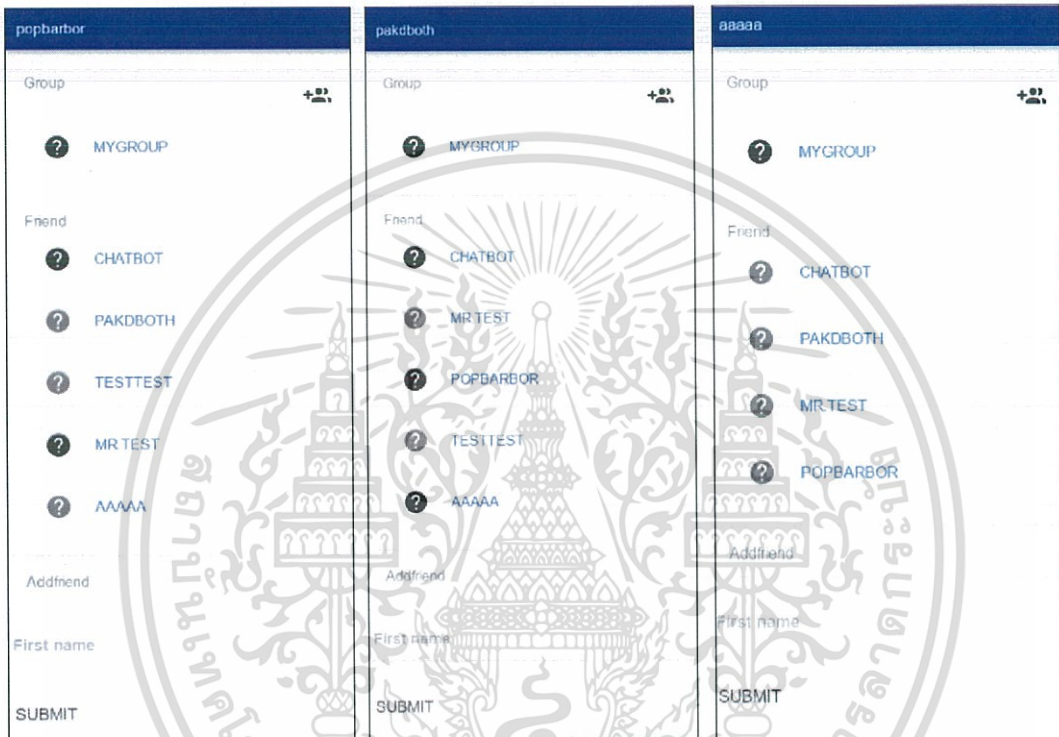 popbarbor
Group
MYGROUP
Friend
CHATBOT
PAKDBOTH
TESTTEST
MR.TEST
AAAAA
Addfriend
First name
SUBMIT
pakdboth
Group
MYGROUP
Friend
CHATBOT
MR.TEST
POPBARBOR
TESTTEST
AAAAA
Addfriend
First name
SUBMIT
aaaaa
Group
MYGROUP
Friend
CHATBOT
PAKDBOTH
MR.TEST
POPBARBOR
Addfriend
First name
SUBMIT